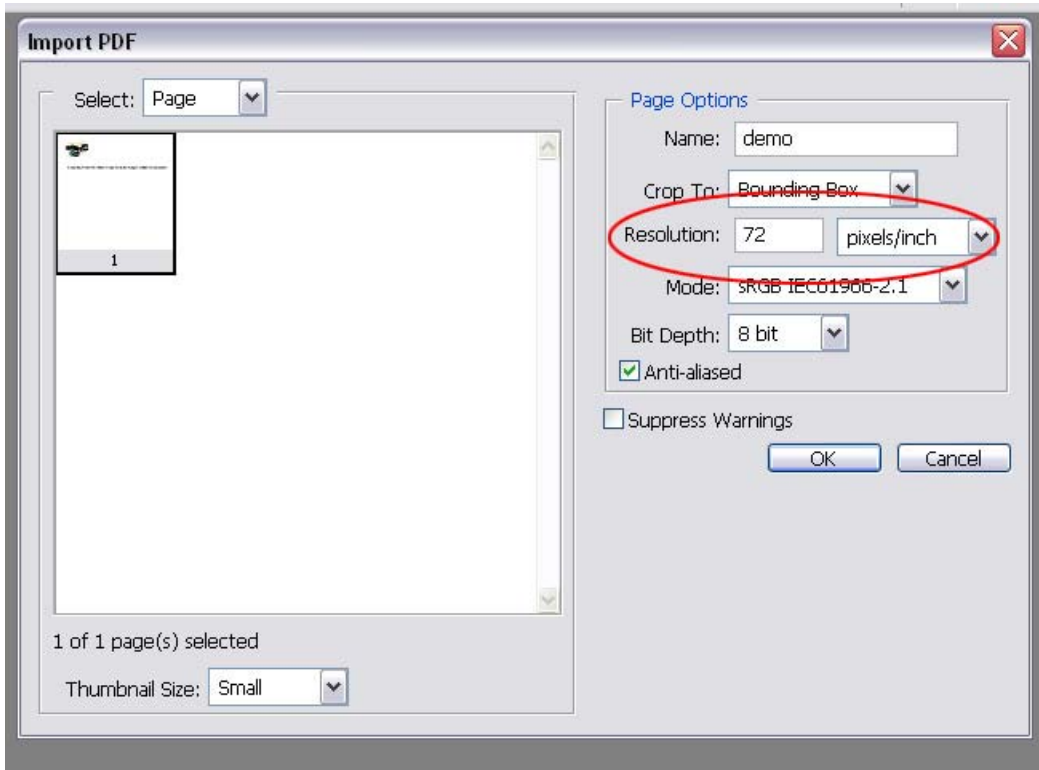 Import PDF
Select: Page
1
1 of 1 page(s) selected
Thumbnail Size: Small
Page Options
Name: demo
Crop To: Bounding Box
Resolution: 72 pixels/inch
Mode: sRGB IEC61966-2.1
Bit Depth: 8 bit
Anti-aliased
Suppress Warnings
OK Cancel